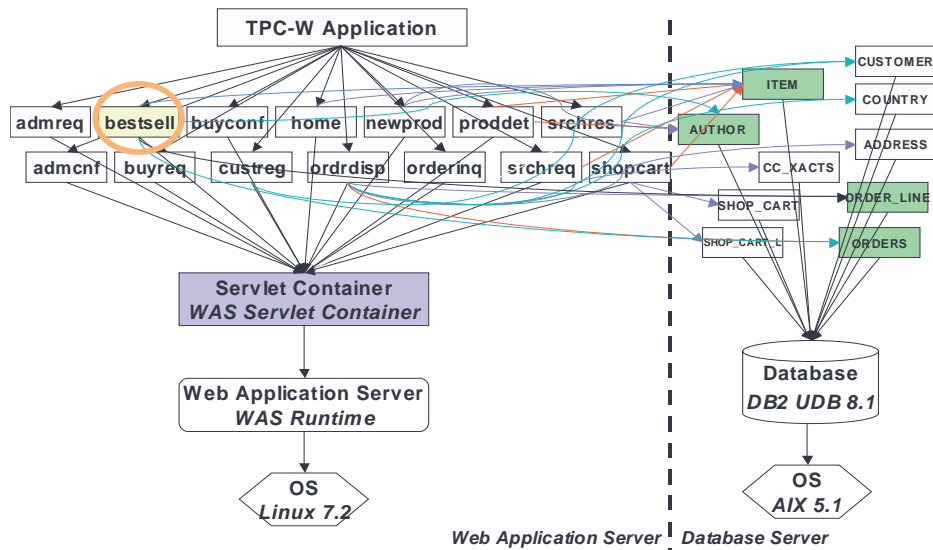 TPC-W Application
CUSTOMER
ITEM
COUNTRY
admreq bestsell buyconf home newprod proddet srchres
AUTHOR
ADDRESS
admcnf buyreq custreg ordrdisp orderinq srchreq shopcart
CC_XACTS
SHOP_CART
ORDER_LINE
SHOP_CART_L
ORDERS
Servlet Container
WAS Servlet Container
Database
DB2 UDB 8.1
Web Application Server
WAS Runtime
OS
Linux 7.2
OS
AIX 5.1
Web Application Server
Database Server